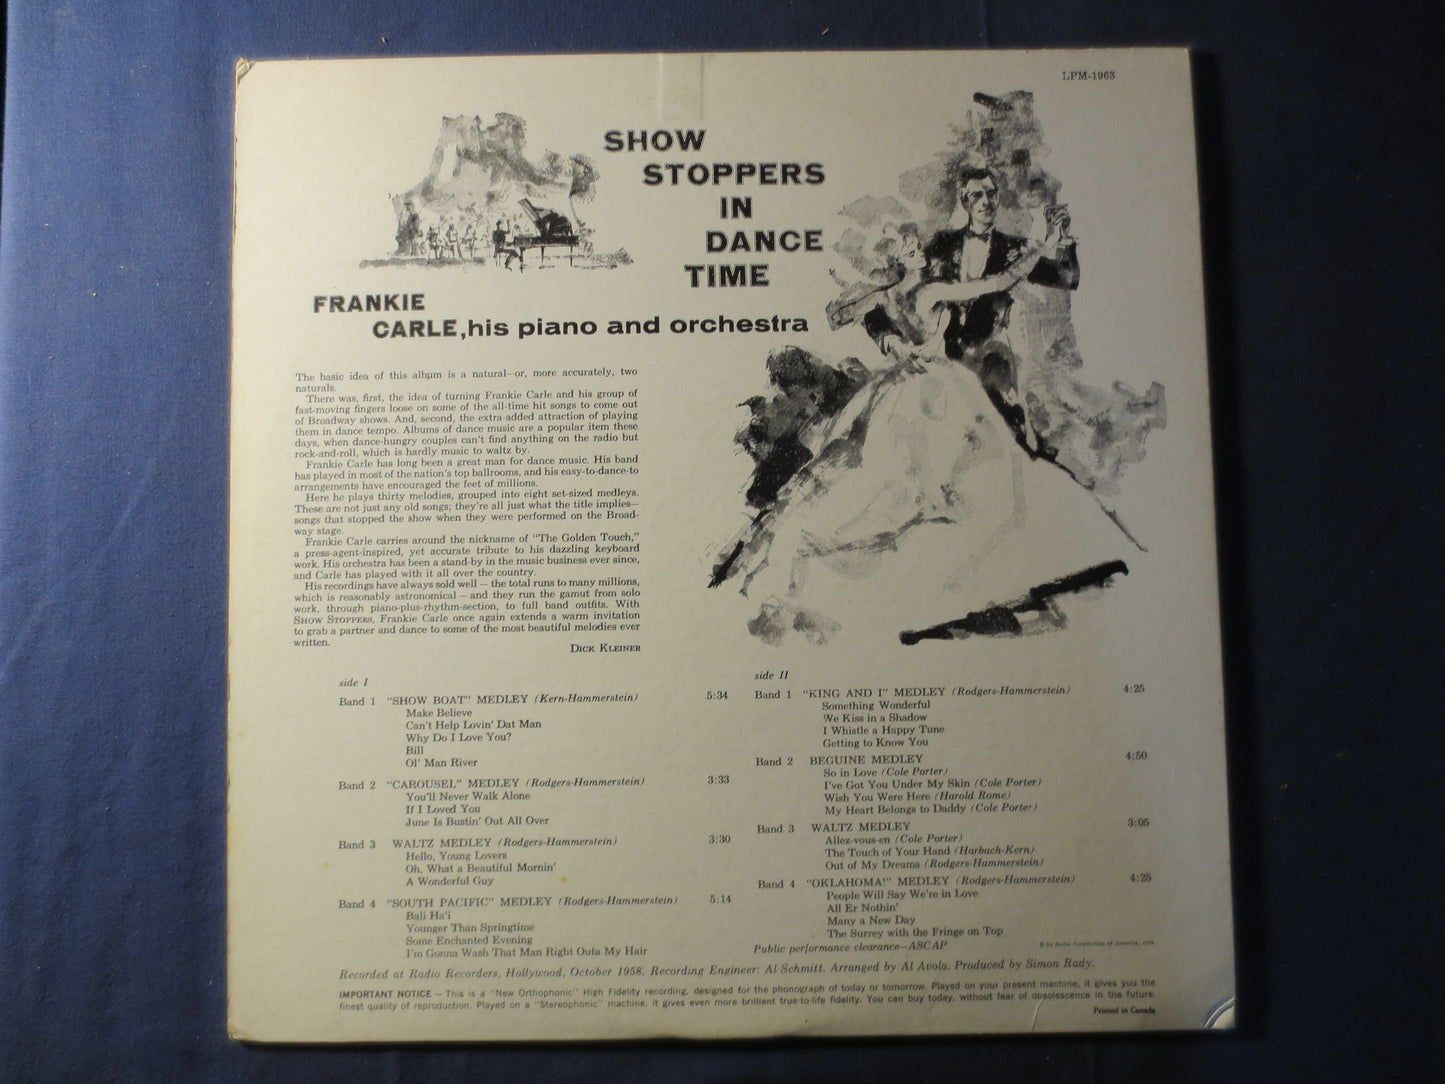 LPM-1963
SHOW
STOPPERS
IN
DANCE
TIME
FRANKIE
CARLE, his piano and orchestra
The basic idea of this album is a natural—or, more accurately, two
naturals.
There was, first, the idea of turning Frankie Carle and his group of
fast-moving fingers loose on some of the all-time hit songs to come out
of Broadway shows. And, second, the extra-added attraction of playing
them in dance tempo. Albums of dance music are a popular item these
days, when dance-hungry couples can't find anything on the radio but
rock-and-roll, which is hardly music to waltz by.
Frankie Carle has long been a great man for dance music. His band
has played in most of the nation's top ballrooms, and his easy-to-dance-to
arrangements have encouraged the feet of millions.
Here he plays thirty melodies, grouped into eight set-sized medleys.
These are not just any old songs; they're all just what the title implies—
songs that stopped the show when they were performed on the Broad-
way stage.
Frankie Carle carries around the nickname of "The Golden Touch,"
a press-agent-inspired, yet accurate tribute to his dazzling keyboard
work. His orchestra has been a stand-by in the music business ever since,
and Carle has played with it all over the country.
His recordings have always sold well — the total runs to many millions,
which is reasonably astronomical — and they run the gamut from solo
work, through piano-plus-rhythm-section, to full band outfits. With
SHOW STOPPERS, Frankie Carle once again extends a warm invitation
to grab a partner and dance to some of the most beautiful melodies ever
written.
DICK KLEINER
side I
Band 1 "SHOW BOAT" MEDLEY (Kern-Hammerstein) 5:34
Make Believe
Can't Help Lovin' Dat Man
Why Do I Love You?
Bill
Ol' Man River
Band 2 "CAROUSEL" MEDLEY (Rodgers-Hammerstein) 3:33
You'll Never Walk Alone
If I Loved You
June Is Bustin' Out All Over
Band 3 WALTZ MEDLEY (Rodgers-Hammerstein) 3:30
Hello, Young Lovers
Oh, What a Beautiful Mornin'
A Wonderful Guy
Band 4 "SOUTH PACIFIC" MEDLEY (Rodgers-Hammerstein) 5:14
Bali Ha'i
Younger Than Springtime
Some Enchanted Evening
I'm Gonna Wash That Man Right Outa My Hair
side II
Band 1 "KING AND I" MEDLEY (Rodgers-Hammerstein) 4:25
Something Wonderful
We Kiss in a Shadow
I Whistle a Happy Tune
Getting to Know You
Band 2 BEGUINE MEDLEY 4:50
So in Love (Cole Porter)
I've Got You Under My Skin (Cole Porter)
Wish You Were Here (Harold Rome)
My Heart Belongs to Daddy (Cole Porter)
Band 3 WALTZ MEDLEY 3:05
Allez-vous-en (Cole Porter)
The Touch of Your Hand (Harbach-Kern)
Out of My Dreams (Rodgers-Hammerstein)
Band 4 "OKLAHOMA!" MEDLEY (Rodgers-Hammerstein) 4:25
People Will Say We're in Love
All Er Nothin'
Many a New Day
The Surrey with the Fringe on Top
Public performance clearance—ASCAP
© by Radio Corporation of America, 1959
Recorded at Radio Recorders, Hollywood, October 1958. Recording Engineer: Al Schmitt. Arranged by Al Avola. Produced by Simon Rady.
IMPORTANT NOTICE — This is a "New Orthophonic" High Fidelity recording, designed for the phonograph of today or tomorrow. Played on your present machine, it gives you the
finest quality of reproduction. Played on a "Stereophonic" machine, it gives even more brilliant true-to-life fidelity. You can buy today, without fear of obsolescence in the future.
Printed in Canada